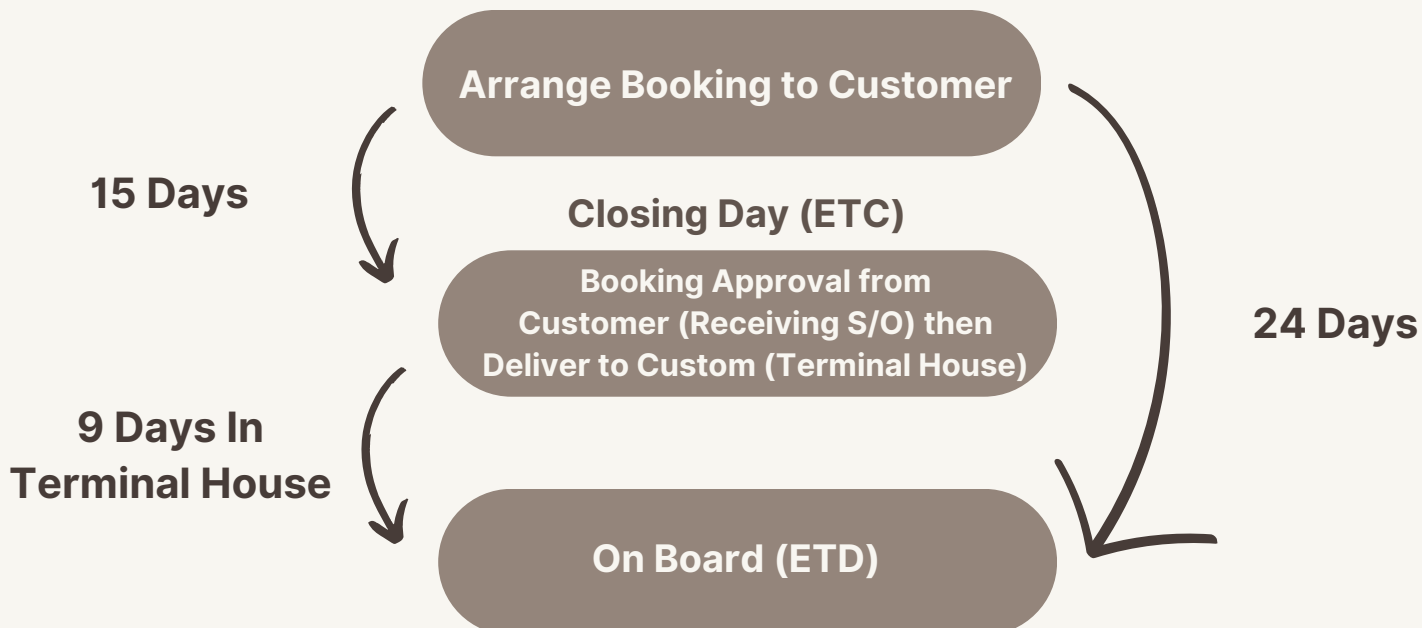 Arrange Booking to Customer
15 Days
Closing Day (ETC)
Booking Approval from
Customer (Receiving S/O) then
Deliver to Custom (Terminal House)
24 Days
9 Days In
Terminal House
On Board (ETD)